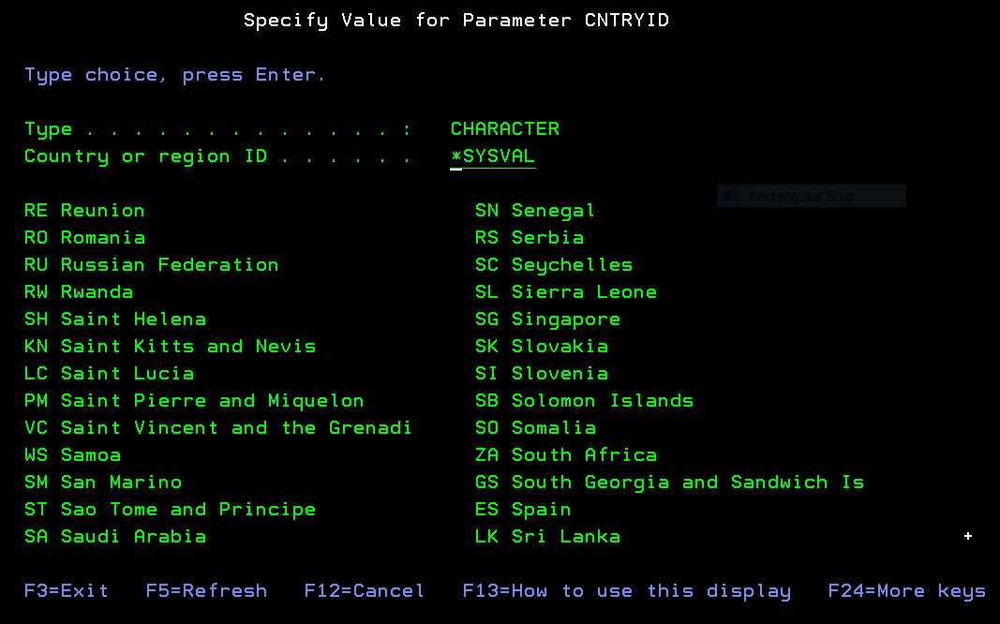 Specify Value for Parameter CNTRYID
Type choice, press Enter.
Type . . . . . . . . . . . . . :   CHARACTER
Country or region ID . . . . . .   *SYSVAL
Rectangular Snip
RE Reunion   SN Senegal
RO Romania   RS Serbia
RU Russian Federation   SC Seychelles
RW Rwanda   SL Sierra Leone
SH Saint Helena   SG Singapore
KN Saint Kitts and Nevis   SK Slovakia
LC Saint Lucia   SI Slovenia
PM Saint Pierre and Miquelon   SB Solomon Islands
VC Saint Vincent and the Grenadi   SO Somalia
WS Samoa   ZA South Africa
SM San Marino   GS South Georgia and Sandwich Is
ST Sao Tome and Principe   ES Spain
SA Saudi Arabia   LK Sri Lanka   +
F3=Exit   F5=Refresh   F12=Cancel   F13=How to use this display   F24=More keys